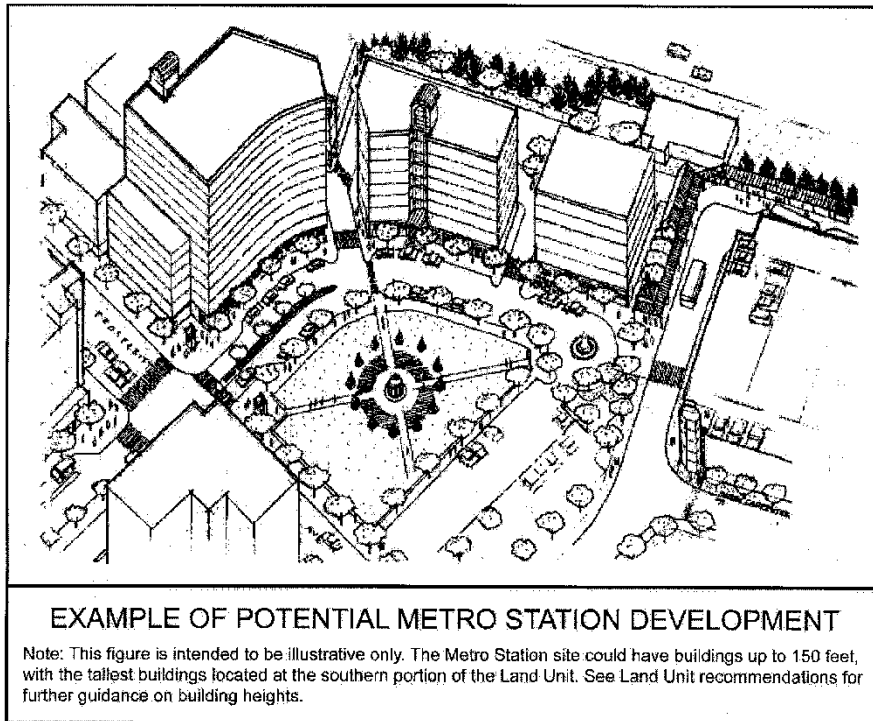 PROSPERITY
EXAMPLE OF POTENTIAL METRO STATION DEVELOPMENT
Note: This figure is intended to be illustrative only. The Metro Station site could have buildings up to 150 feet,
with the tallest buildings located at the southern portion of the Land Unit. See Land Unit recommendations for
further guidance on building heights.